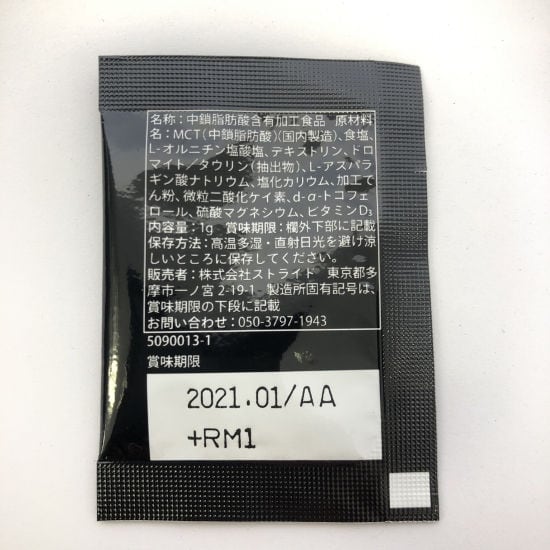 名称：中鎖脂肪酸含有加工食品　原材料
名：MCT（中鎖脂肪酸）（国内製造）、食塩、
L-オルニチン塩酸塩、デキストリン、ドロ
マイト／タウリン（抽出物）、L-アスパラ
ギン酸ナトリウム、塩化カリウム、加工で
ん粉、微粒二酸化ケイ素、d-α-トコフェ
ロール、硫酸マグネシウム、ビタミンD₃
内容量：1g　賞味期限：欄外下部に記載
保存方法：高温多湿・直射日光を避け涼
しいところに保存してください。
販売者：株式会社ストライド　東京都多
摩市一ノ宮 2-19-1　製造所固有記号は、
賞味期限の下段に記載
お問い合わせ：050-3797-1943
5090013-1
賞味期限
2021.01/AA
+RM1